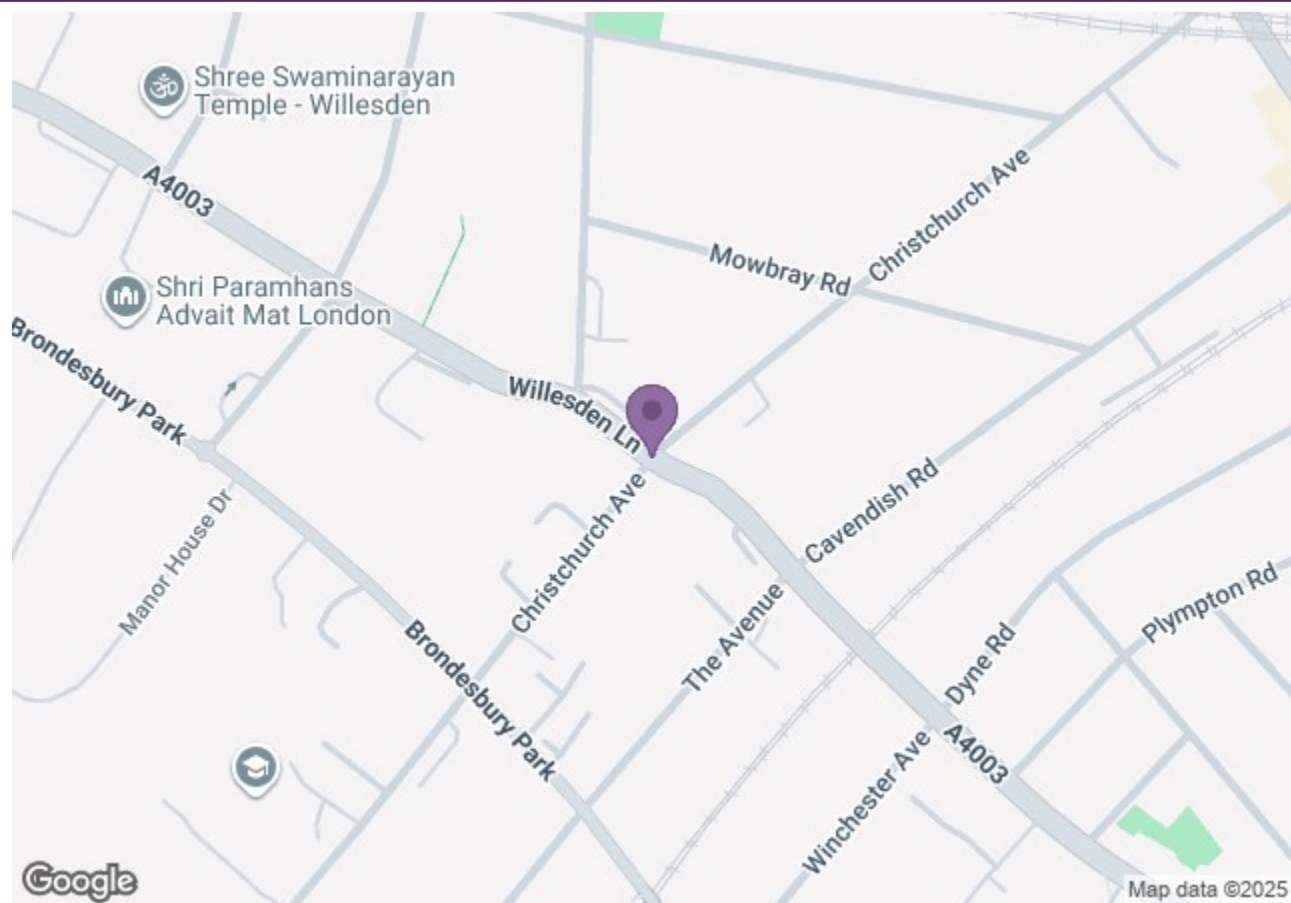 Shree Swaminarayan
Temple - Willesden
A4003
Christchurch Ave
Mowbray Rd
Shri Paramhans
Advait Mat London
Brondesbury Park
Willesden Ln
Manor House Dr
Christchurch Ave
Cavendish Rd
The Avenue
Plympton Rd
Dyne Rd
Brondesbury Park
Winchester Ave
A4003
Google
Map data ©2025